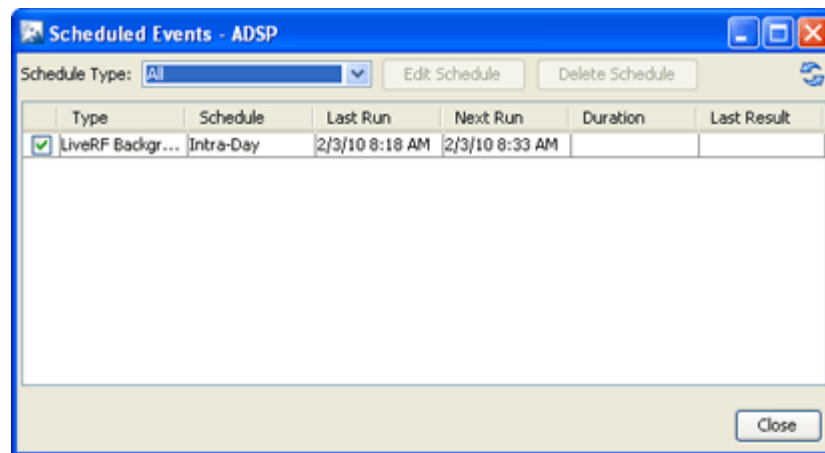 Scheduled Events - ADSP
Schedule Type: All Edit Schedule Delete Schedule
Type Schedule Last Run Next Run Duration Last Result
LiveRF Backgr... Intra-Day 2/3/10 8:18 AM 2/3/10 8:33 AM
Close